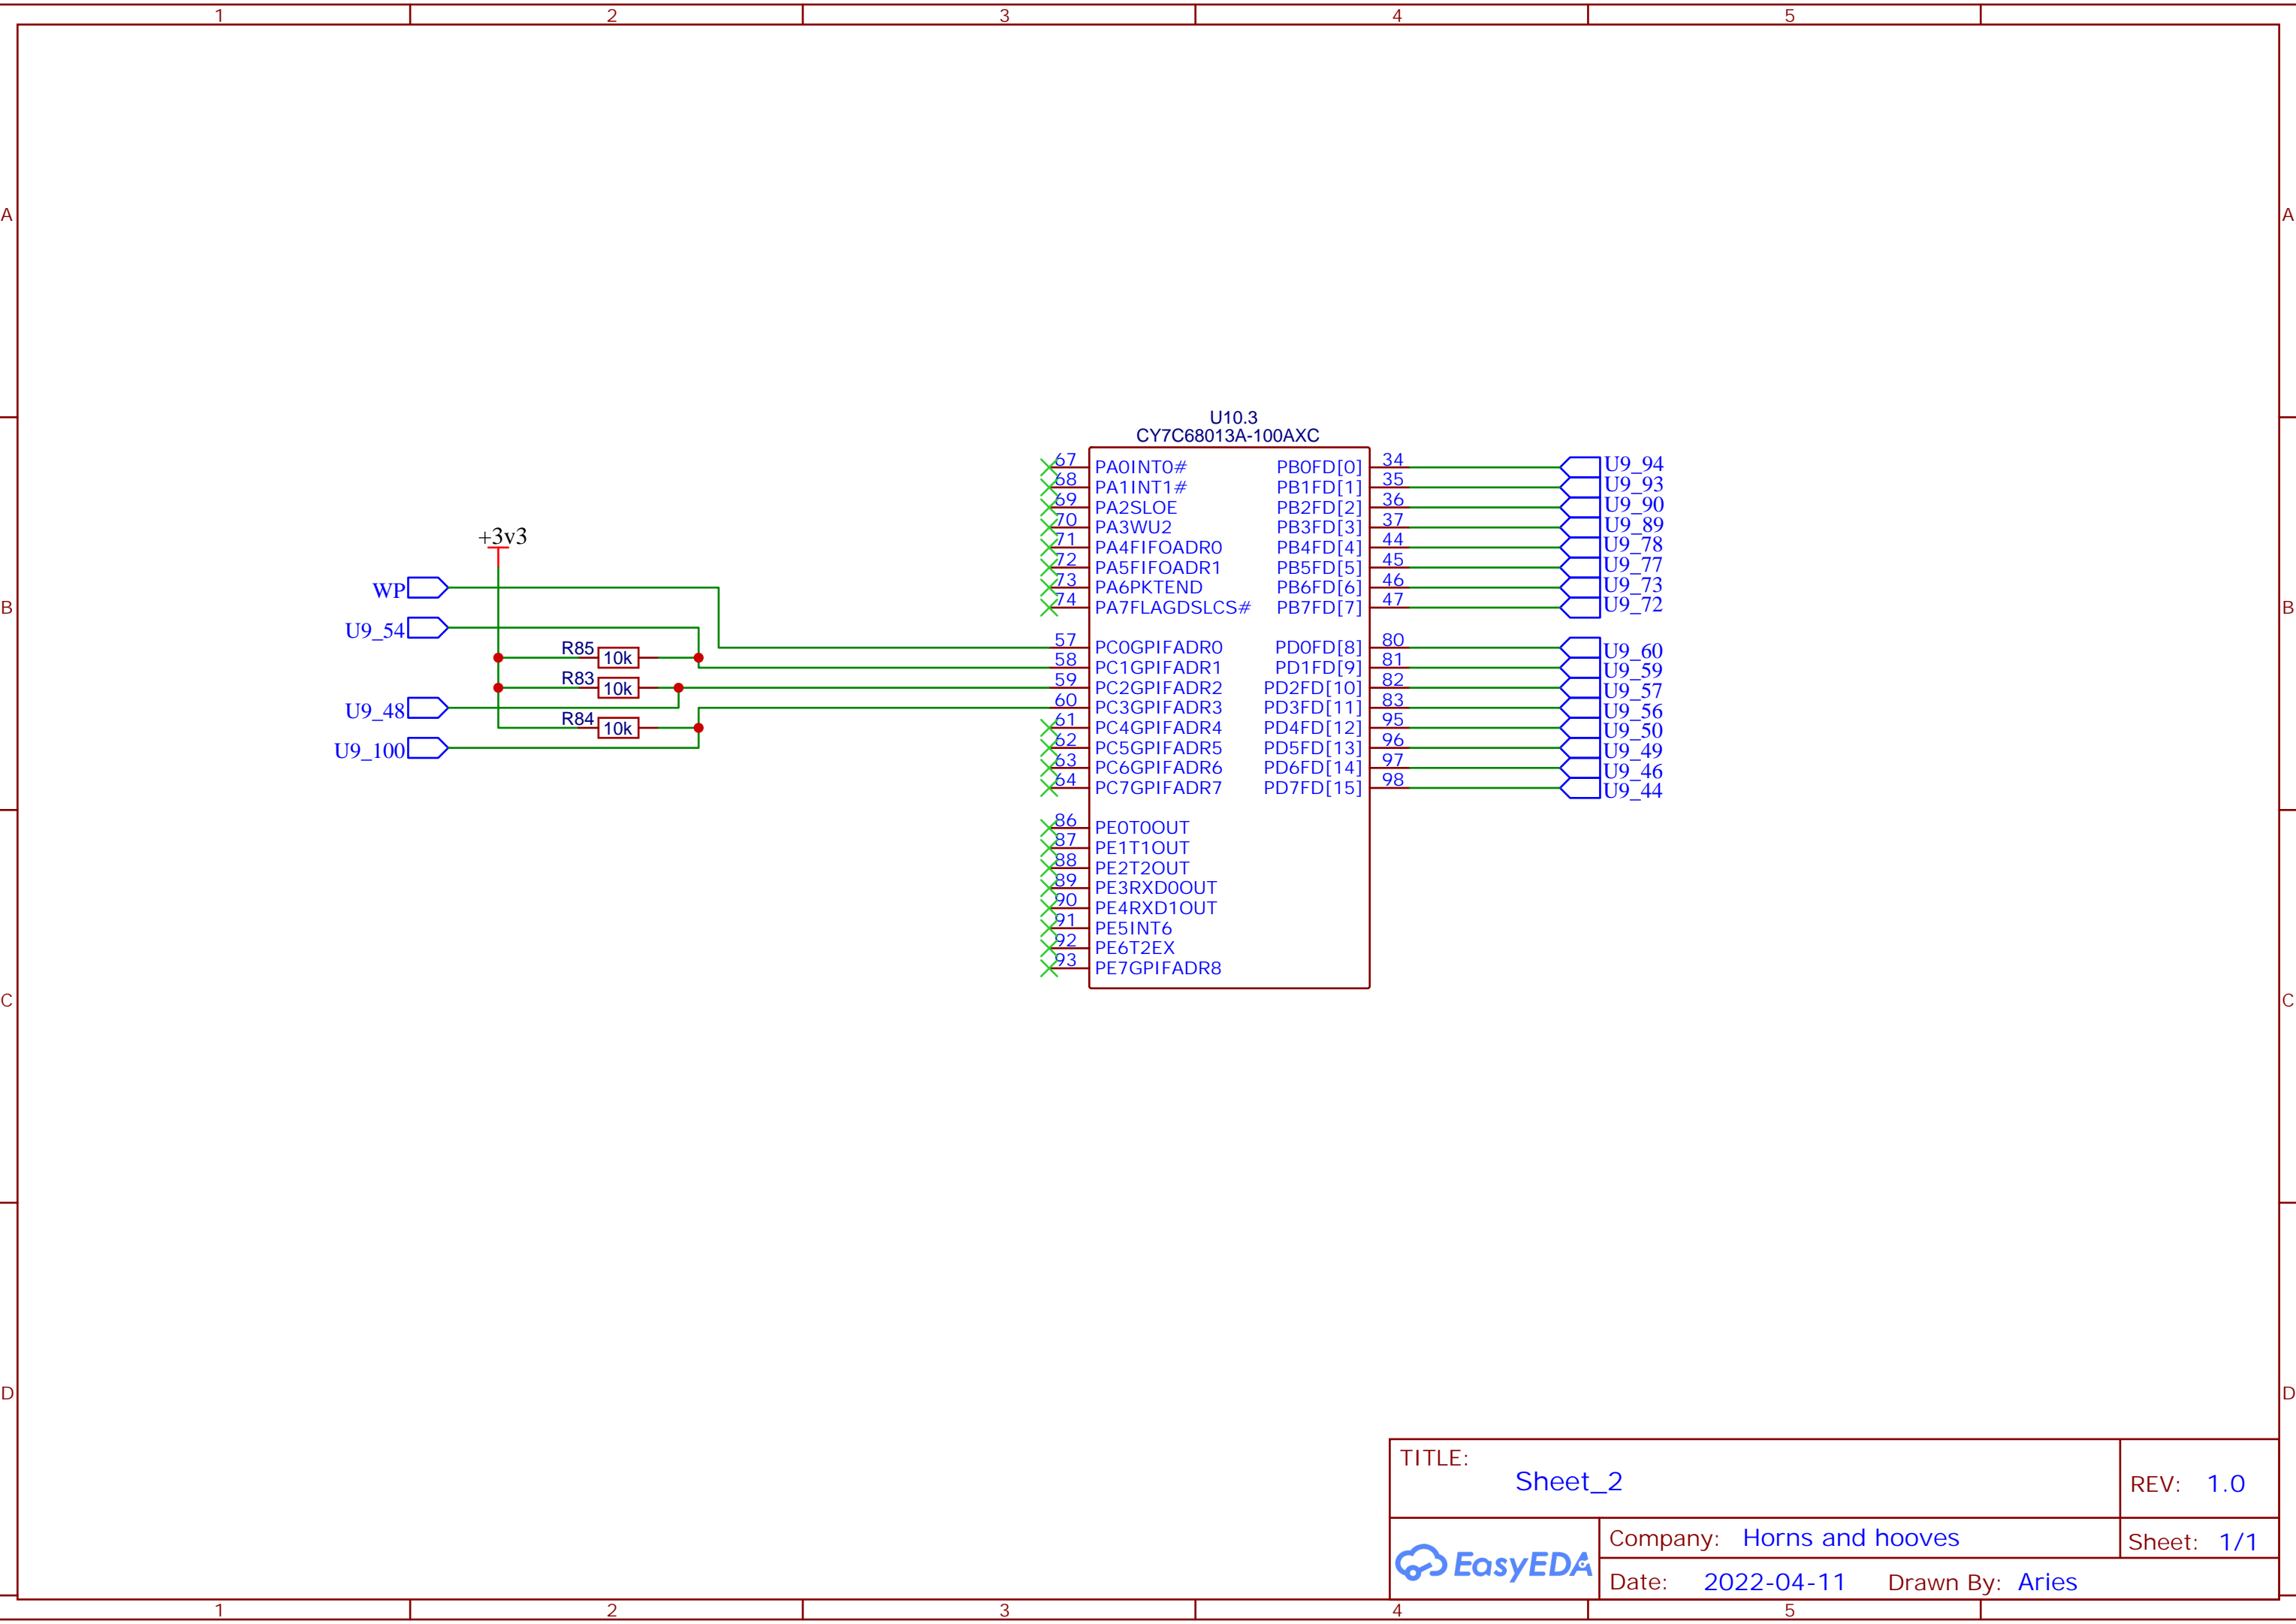 1 2 3 4 5
A A
B B
C C
D D
U10.3
CY7C68013A-100AXC
67 PA0INT0# PB0FD[0] 34 U9_94
68 PA1INT1# PB1FD[1] 35 U9_93
69 PA2SLOE PB2FD[2] 36 U9_90
70 PA3WU2 PB3FD[3] 37 U9_89
71 PA4FIFOADR0 PB4FD[4] 44 U9_78
72 PA5FIFOADR1 PB5FD[5] 45 U9_77
73 PA6PKTEND PB6FD[6] 46 U9_73
74 PA7FLAGDSLCS# PB7FD[7] 47 U9_72
57 PC0GPIFADR0 PD0FD[8] 80 U9_60
58 PC1GPIFADR1 PD1FD[9] 81 U9_59
59 PC2GPIFADR2 PD2FD[10] 82 U9_57
60 PC3GPIFADR3 PD3FD[11] 83 U9_56
61 PC4GPIFADR4 PD4FD[12] 95 U9_50
62 PC5GPIFADR5 PD5FD[13] 96 U9_49
63 PC6GPIFADR6 PD6FD[14] 97 U9_46
64 PC7GPIFADR7 PD7FD[15] 98 U9_44
86 PE0T0OUT
87 PE1T1OUT
88 PE2T2OUT
89 PE3RXD0OUT
90 PE4RXD1OUT
91 PE5INT6
92 PE6T2EX
93 PE7GPIFADR8
+3v3
WP
U9_54
R85 10k
R83 10k
U9_48
R84 10k
U9_100
TITLE:
Sheet_2
REV: 1.0
EasyEDA
Company: Horns and hooves
Sheet: 1/1
Date: 2022-04-11 Drawn By: Aries
1 2 3 4 5